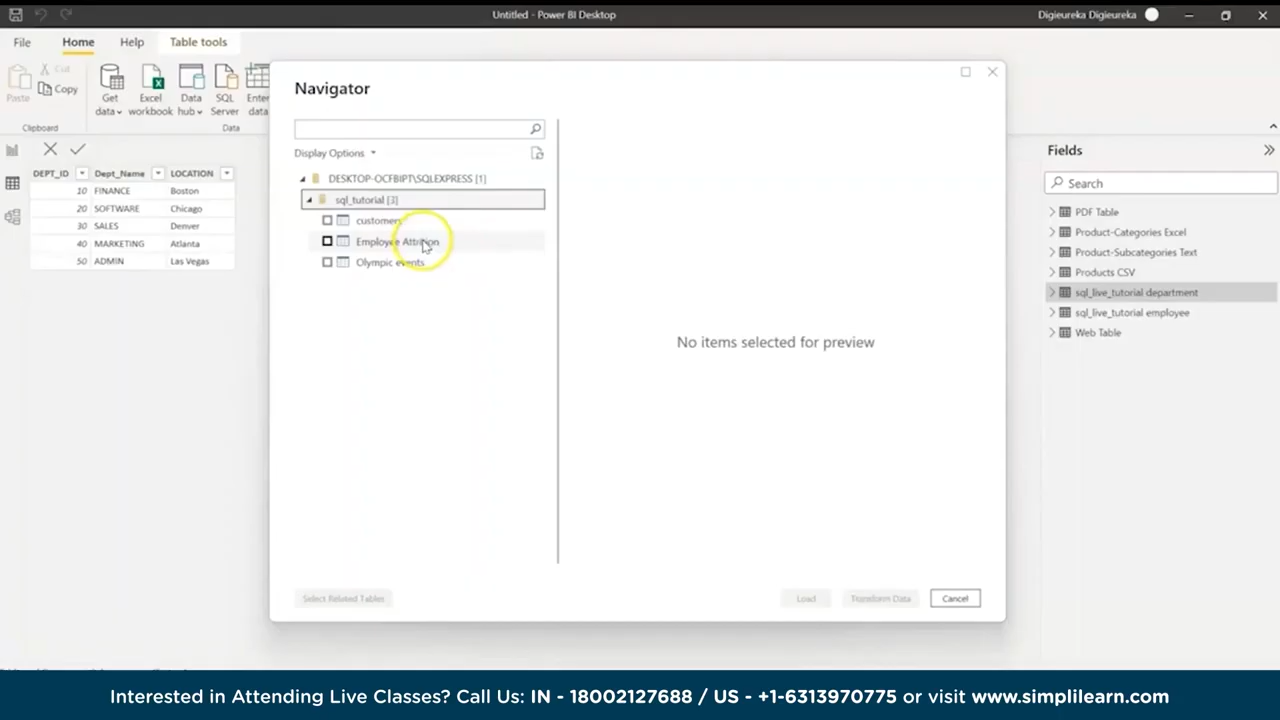 Untitled - Power BI Desktop
Digieureka Digieureka
File
Home
Help
Table tools
Paste
Cut
Copy
Clipboard
Get data
Excel workbook
Data hub
SQL Server
Enter data
Data
DEPT_ID Dept_Name LOCATION
10 FINANCE Boston
20 SOFTWARE Chicago
30 SALES Denver
40 MARKETING Atlanta
50 ADMIN Las Vegas
Navigator
Display Options
DESKTOP-OCFBIPT\SQLEXPRESS [1]
sql_tutorial [3]
customers
Employee Attrition
Olympic events
No items selected for preview
Select Related Tables
Load
Transform Data
Cancel
Fields
Search
PDF Table
Product-Categories Excel
Product-Subcategories Text
Products CSV
sql_live_tutorial department
sql_live_tutorial employee
Web Table
Interested in Attending Live Classes? Call Us: IN - 18002127688 / US - +1-6313970775 or visit www.simplilearn.com